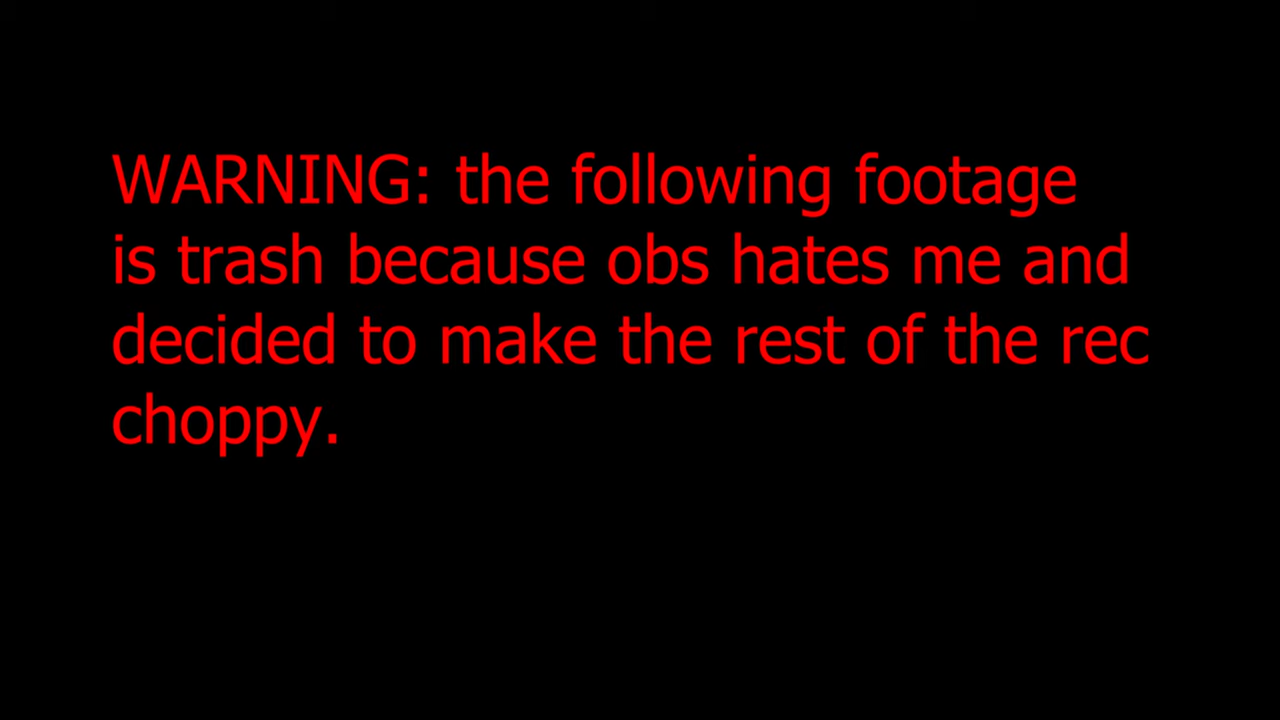 WARNING: the following footage
is trash because obs hates me and
decided to make the rest of the rec
choppy.